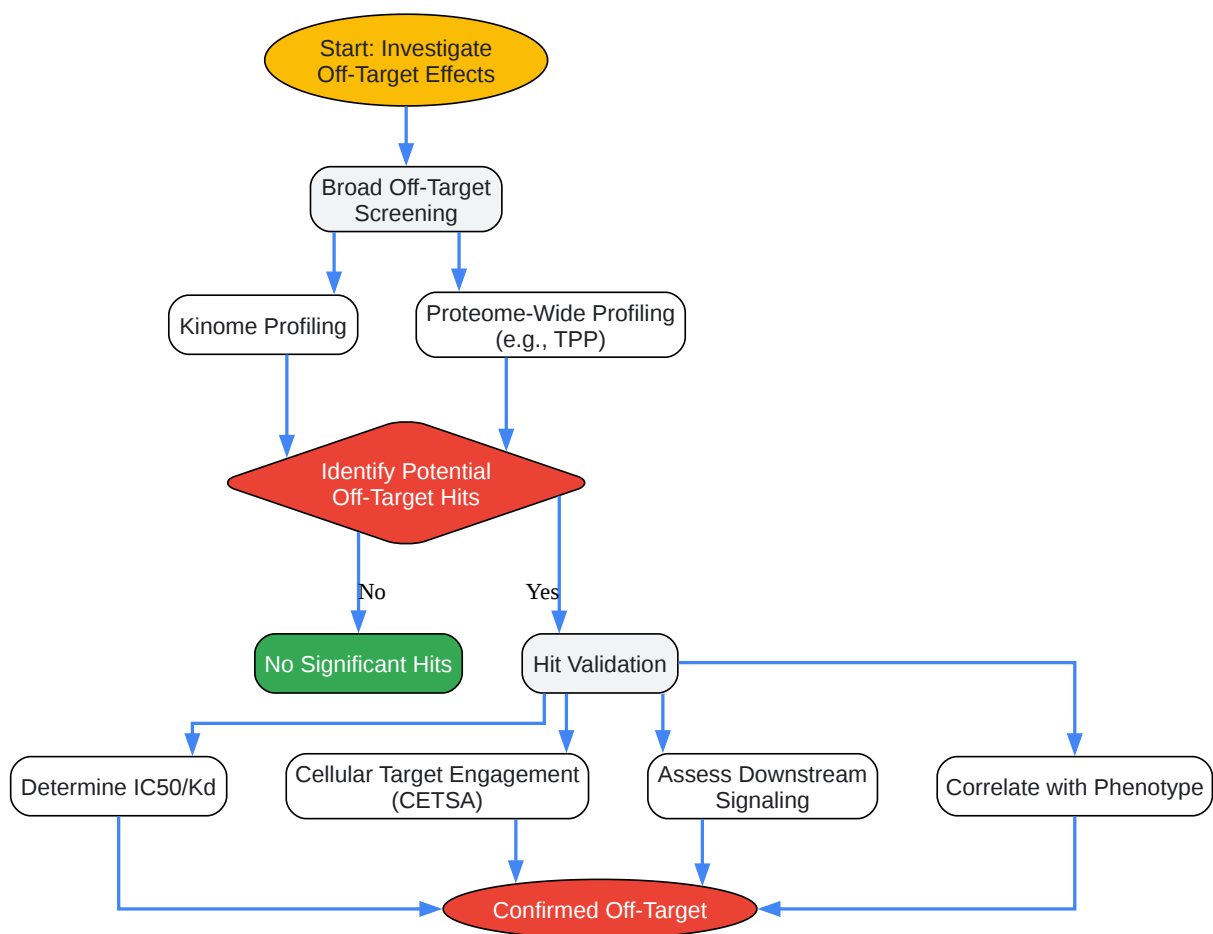 Start: Investigate
Off-Target Effects
Broad Off-Target
Screening
Kinome Profiling
Proteome-Wide Profiling
(e.g., TPP)
Identify Potential
Off-Target Hits
No
Yes
No Significant Hits
Hit Validation
Determine IC50/Kd
Cellular Target Engagement
(CETSA)
Assess Downstream
Signaling
Correlate with Phenotype
Confirmed Off-Target